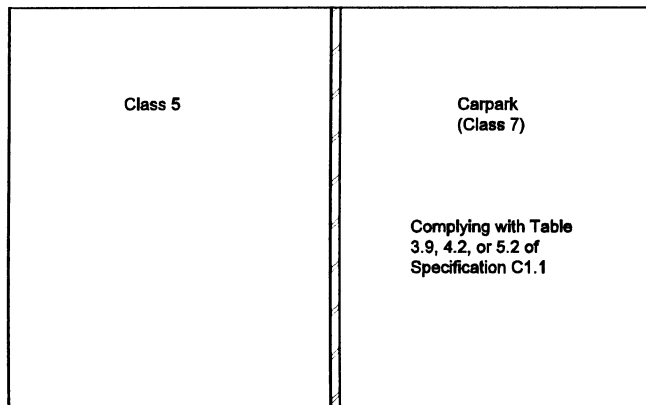 Class 5
Carpark
(Class 7)
Complying with Table
3.9, 4.2, or 5.2 of
Specification C1.1